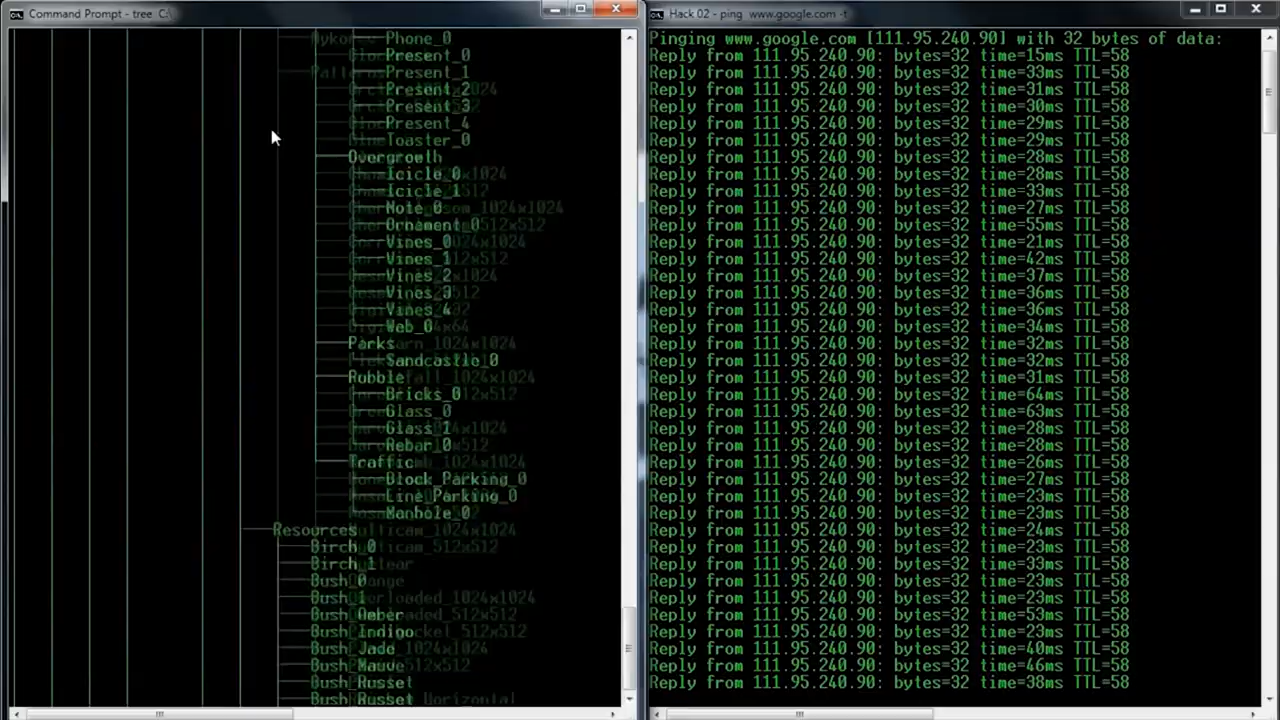 Command Prompt - tree C:\
Phone_0
Present_0
Present_1
Present_2
Present_3
Present_4
Toaster_0
Overgrowth
Icicle_0
Icicle_1
Mole_0
Ornament_0
Vines_0
Vines_1
Vines_2
Vines_3
Vines_4
Web_0
Parks
Sandcastle_0
Rubble
Bricks_0
Glass_0
Glass_1
Rebar_0
Traffic
Block_Parking_0
Line_Parking_0
Manhole_0
Resources
Birch_0
Birch_1
Bush_0
Bush_1
Bush_Indigo
Bush_Jade
Bush_Mauve
Bush_Russet
Bush_Russet
Hack 02 - ping www.google.com -t
Pinging www.google.com [111.95.240.90] with 32 bytes of data:
Reply from 111.95.240.90: bytes=32 time=15ms TTL=58
Reply from 111.95.240.90: bytes=32 time=33ms TTL=58
Reply from 111.95.240.90: bytes=32 time=31ms TTL=58
Reply from 111.95.240.90: bytes=32 time=30ms TTL=58
Reply from 111.95.240.90: bytes=32 time=29ms TTL=58
Reply from 111.95.240.90: bytes=32 time=29ms TTL=58
Reply from 111.95.240.90: bytes=32 time=33ms TTL=58
Reply from 111.95.240.90: bytes=32 time=28ms TTL=58
Reply from 111.95.240.90: bytes=32 time=33ms TTL=58
Reply from 111.95.240.90: bytes=32 time=27ms TTL=58
Reply from 111.95.240.90: bytes=32 time=55ms TTL=58
Reply from 111.95.240.90: bytes=32 time=21ms TTL=58
Reply from 111.95.240.90: bytes=32 time=42ms TTL=58
Reply from 111.95.240.90: bytes=32 time=37ms TTL=58
Reply from 111.95.240.90: bytes=32 time=36ms TTL=58
Reply from 111.95.240.90: bytes=32 time=36ms TTL=58
Reply from 111.95.240.90: bytes=32 time=34ms TTL=58
Reply from 111.95.240.90: bytes=32 time=32ms TTL=58
Reply from 111.95.240.90: bytes=32 time=32ms TTL=58
Reply from 111.95.240.90: bytes=32 time=31ms TTL=58
Reply from 111.95.240.90: bytes=32 time=64ms TTL=58
Reply from 111.95.240.90: bytes=32 time=63ms TTL=58
Reply from 111.95.240.90: bytes=32 time=28ms TTL=58
Reply from 111.95.240.90: bytes=32 time=28ms TTL=58
Reply from 111.95.240.90: bytes=32 time=26ms TTL=58
Reply from 111.95.240.90: bytes=32 time=27ms TTL=58
Reply from 111.95.240.90: bytes=32 time=23ms TTL=58
Reply from 111.95.240.90: bytes=32 time=23ms TTL=58
Reply from 111.95.240.90: bytes=32 time=24ms TTL=58
Reply from 111.95.240.90: bytes=32 time=23ms TTL=58
Reply from 111.95.240.90: bytes=32 time=28ms TTL=58
Reply from 111.95.240.90: bytes=32 time=23ms TTL=58
Reply from 111.95.240.90: bytes=32 time=23ms TTL=58
Reply from 111.95.240.90: bytes=32 time=53ms TTL=58
Reply from 111.95.240.90: bytes=32 time=23ms TTL=58
Reply from 111.95.240.90: bytes=32 time=40ms TTL=58
Reply from 111.95.240.90: bytes=32 time=46ms TTL=58
Reply from 111.95.240.90: bytes=32 time=38ms TTL=58